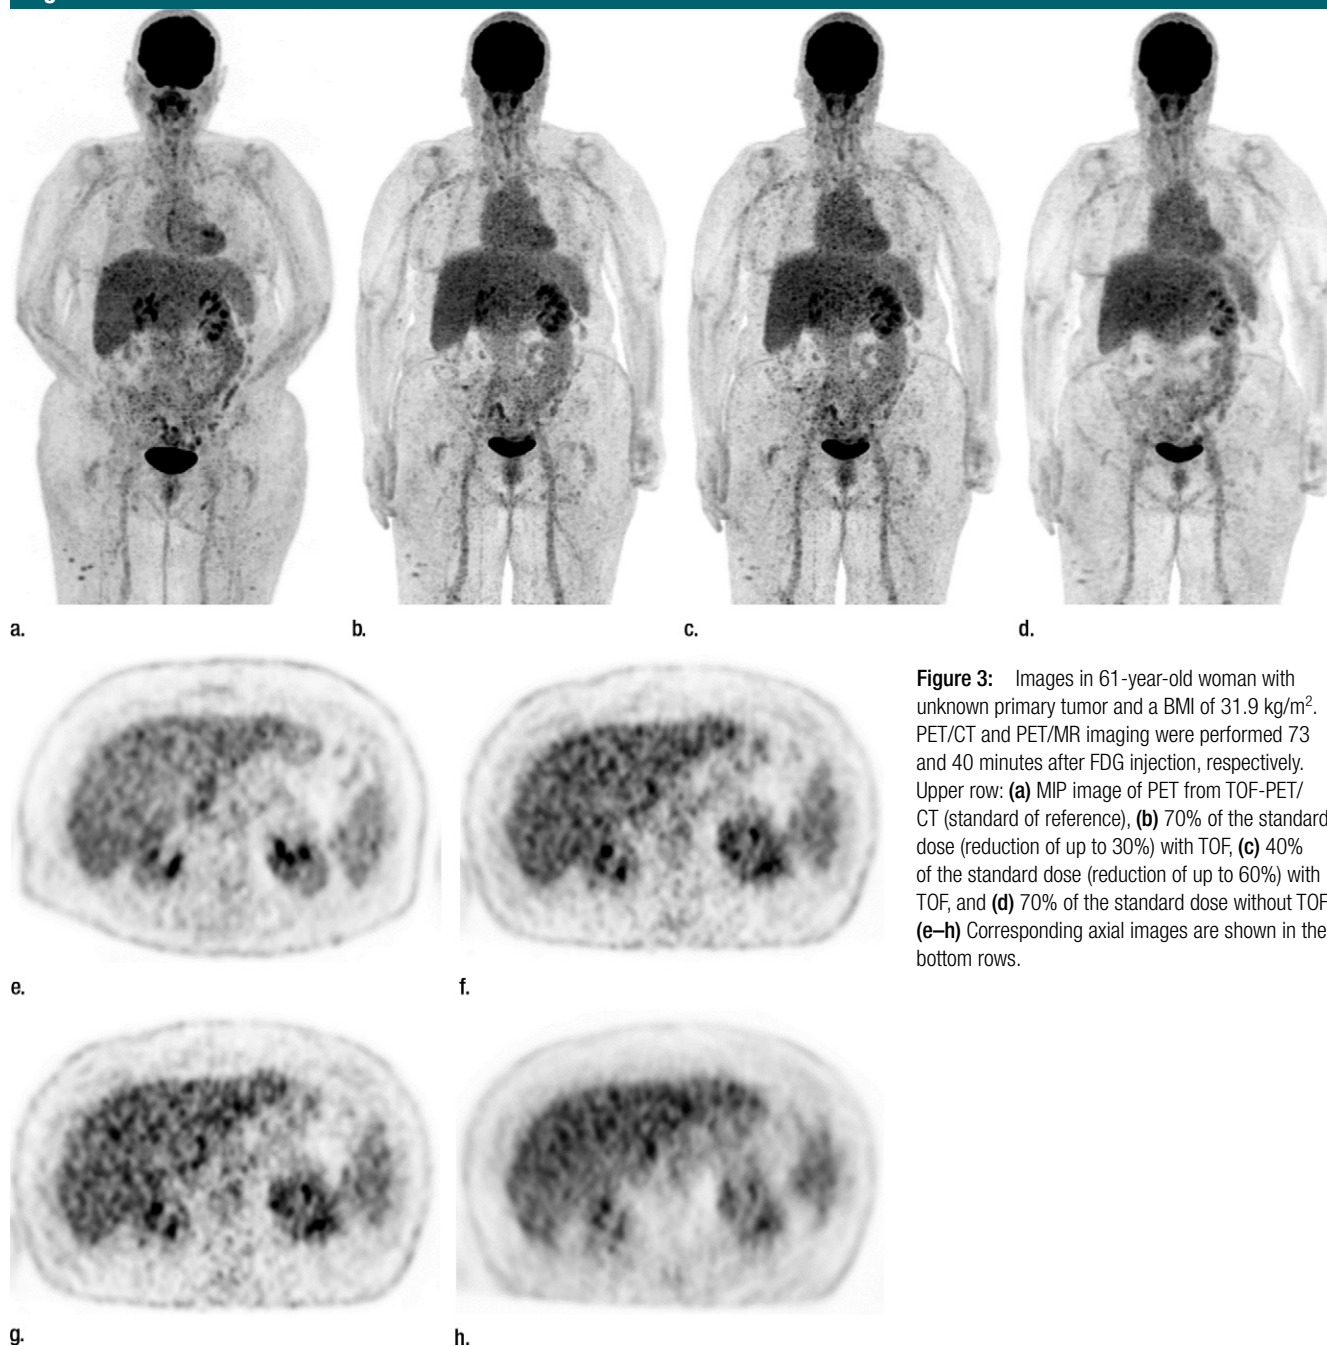 a.
b.
c.
d.
Figure 3: Images in 61-year-old woman with
unknown primary tumor and a BMI of 31.9 kg/m².
PET/CT and PET/MR imaging were performed 73
and 40 minutes after FDG injection, respectively.
Upper row: (a) MIP image of PET from TOF-PET/
CT (standard of reference), (b) 70% of the standard
dose (reduction of up to 30%) with TOF, (c) 40%
of the standard dose (reduction of up to 60%) with
TOF, and (d) 70% of the standard dose without TOF
(e–h) Corresponding axial images are shown in the
bottom rows.
e.
f.
g.
h.